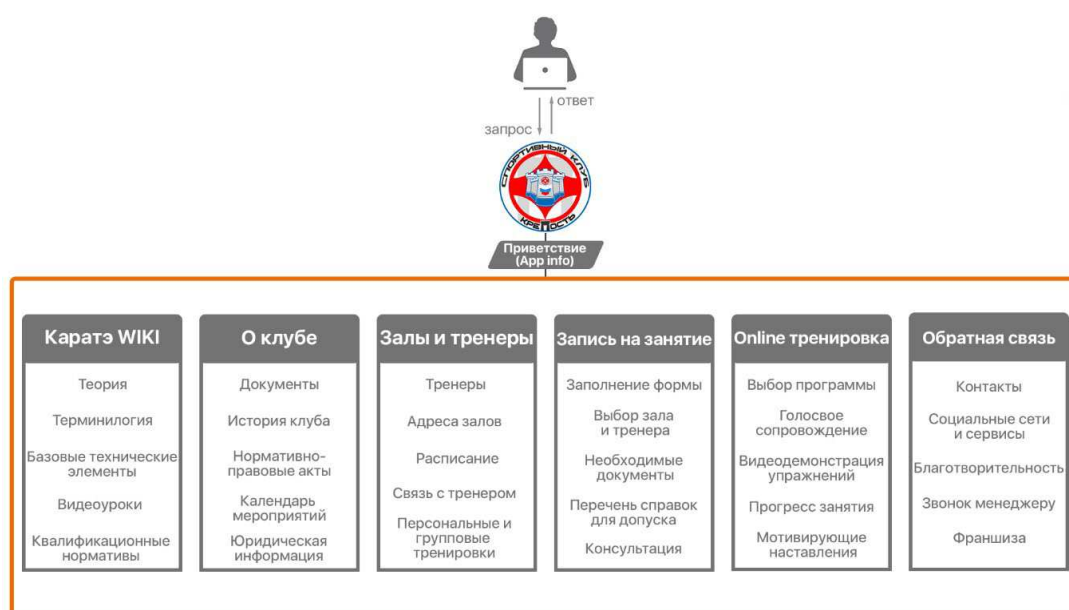 ответ
запрос
СПОРТИВНЫЙ КЛУБ
КРЕПОСТЬ
Приветствие
(App info)
Каратэ WIKI
Теория
Терминилогия
Базовые технические
элементы
Видеоуроки
Квалификационные
нормативы
О клубе
Документы
История клуба
Нормативно-
правовые акты
Календарь
мероприятий
Юридическая
информация
Залы и тренеры
Тренеры
Адреса залов
Расписание
Связь с тренером
Персональные и
групповые
тренировки
Запись на занятие
Заполнение формы
Выбор зала
и тренера
Необходимые
документы
Перечень справок
для допуска
Консультация
Online тренировка
Выбор программы
Голосвое
сопровождение
Видеодемонстрация
упражнений
Прогресс занятия
Мотивирующие
наставления
Обратная связь
Контакты
Социальные сети
и сервисы
Благотворительность
Звонок менеджеру
Франшиза